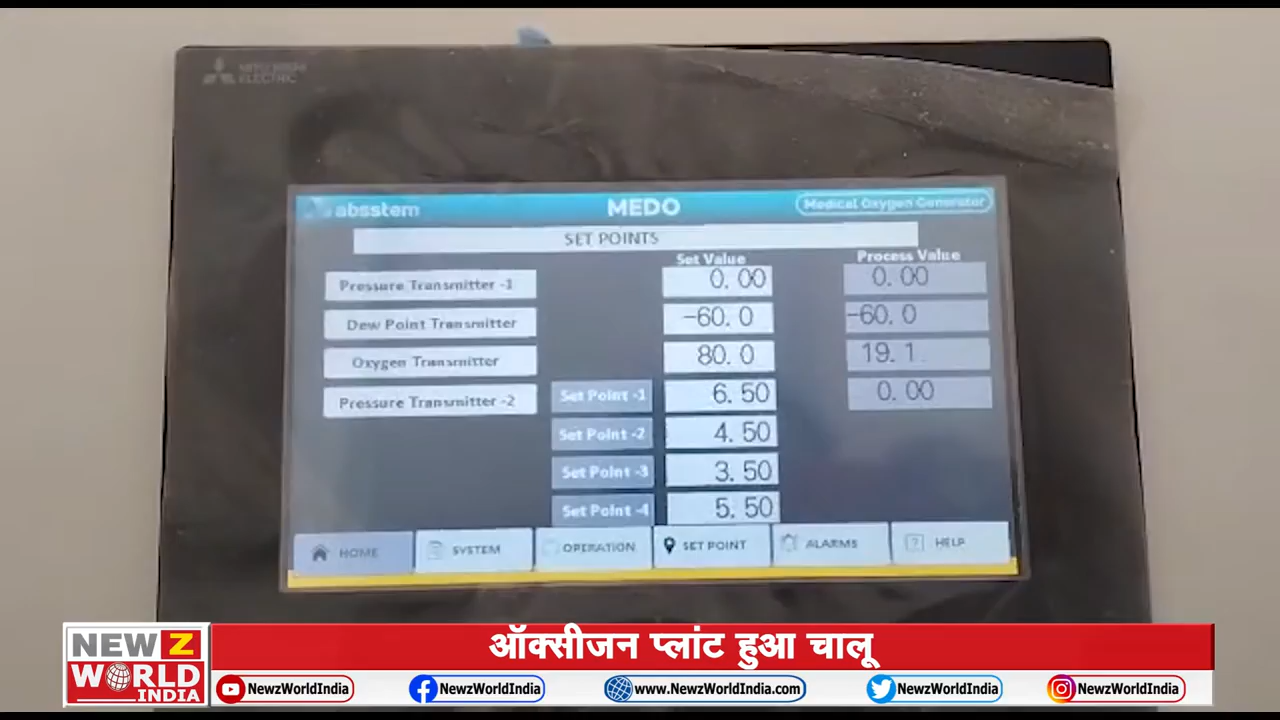 MITSUBISHI
ELECTRIC
absstem MEDO Medical Oxygen Generator
SET POINTS
Set Value Process Value
Pressure Transmitter -1 0.00 0.00
Dew Point Transmitter -60.0 -60.0
Oxygen Transmitter 80.0 19.1
Pressure Transmitter -2 Set Point -1 6.50 0.00
Set Point -2 4.50
Set Point -3 3.50
Set Point -4 5.50
HOME SYSTEM OPERATION SET POINT ALARMS HELP
NEWZ
WORLD
INDIA
ऑक्सीजन प्लांट हुआ चालू
NewzWorldIndia NewzWorldIndia www.NewzWorldIndia.com NewzWorldIndia NewzWorldIndia